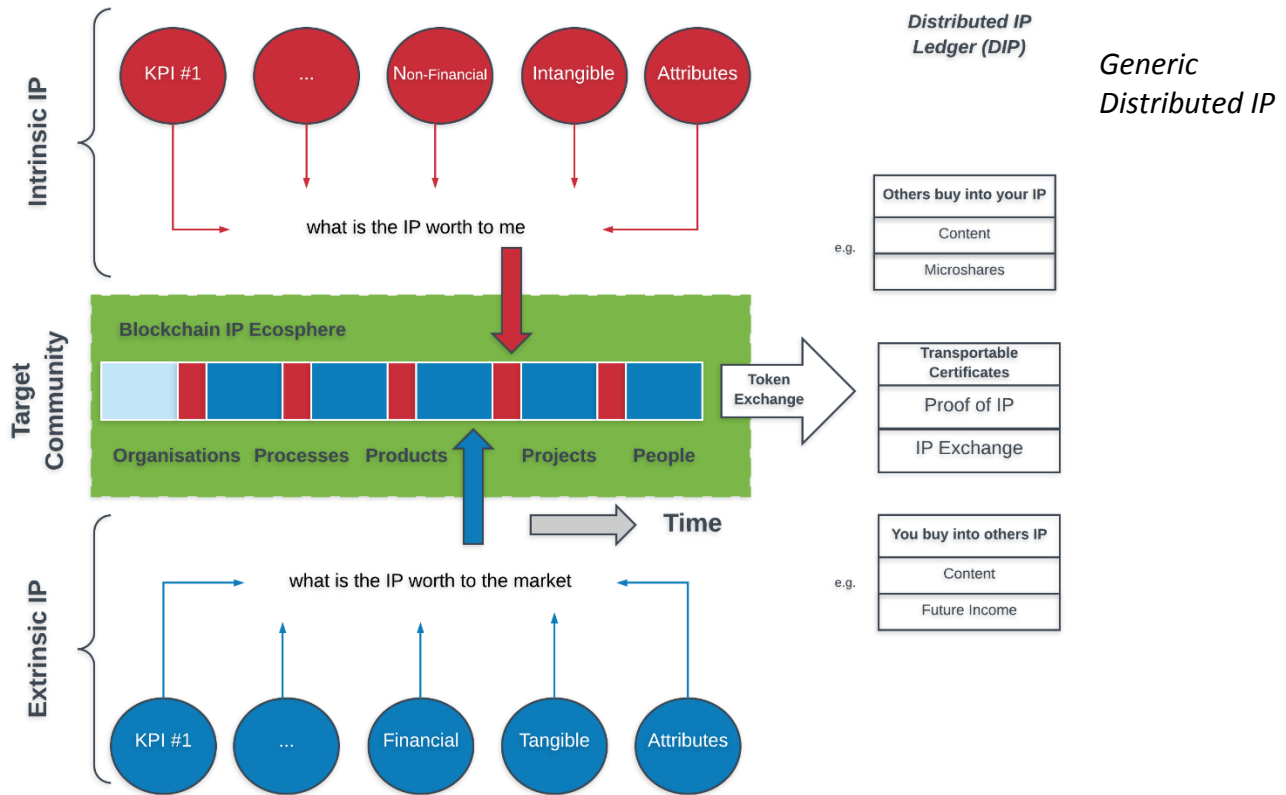 Distributed IP
Ledger (DIP)
Generic
Distributed IP
Intrinsic IP
KPI #1
...
Non-Financial
Intangible
Attributes
what is the IP worth to me
Others buy into your IP
e.g.
Content
Microshares
Target
Community
Blockchain IP Ecosphere
Organisations
Processes
Products
Projects
People
Token
Exchange
Transportable
Certificates
Proof of IP
IP Exchange
Time
Extrinsic IP
what is the IP worth to the market
You buy into others IP
e.g.
Content
Future Income
KPI #1
...
Financial
Tangible
Attributes